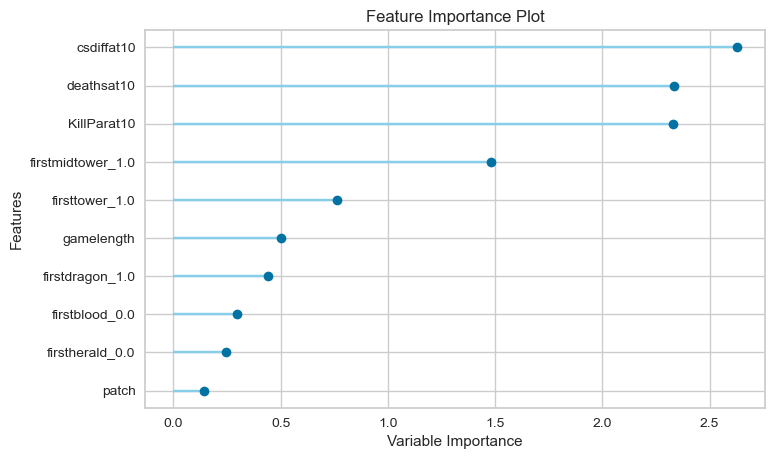 Feature Importance Plot
Features
csdiffat10
deathsat10
KillParat10
firstmidtower_1.0
firsttower_1.0
gamelength
firstdragon_1.0
firstblood_0.0
firstherald_0.0
patch
0.0 0.5 1.0 1.5 2.0 2.5
Variable Importance